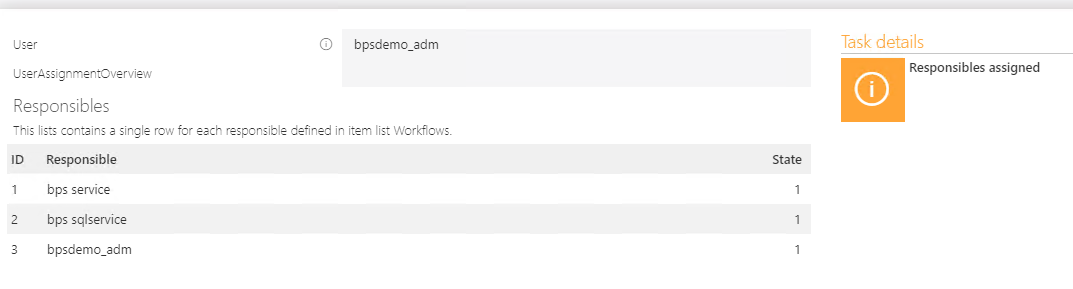 User bpsdemo_adm
UserAssignmentOverview
Responsibles
This lists contains a single row for each responsible defined in item list Workflows.
ID Responsible State
1 bps service 1
2 bps sqlservice 1
3 bpsdemo_adm 1
Task details
Responsibles assigned